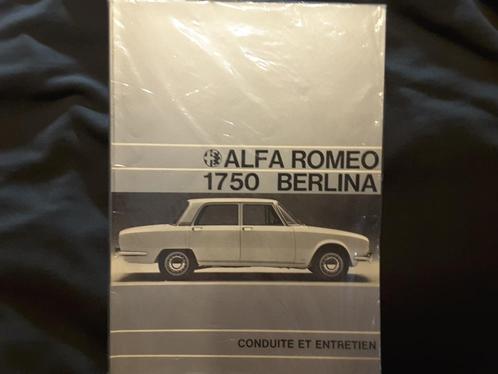 ALFA ROMEO
1750 BERLINA
CONDUITE ET ENTRETIEN